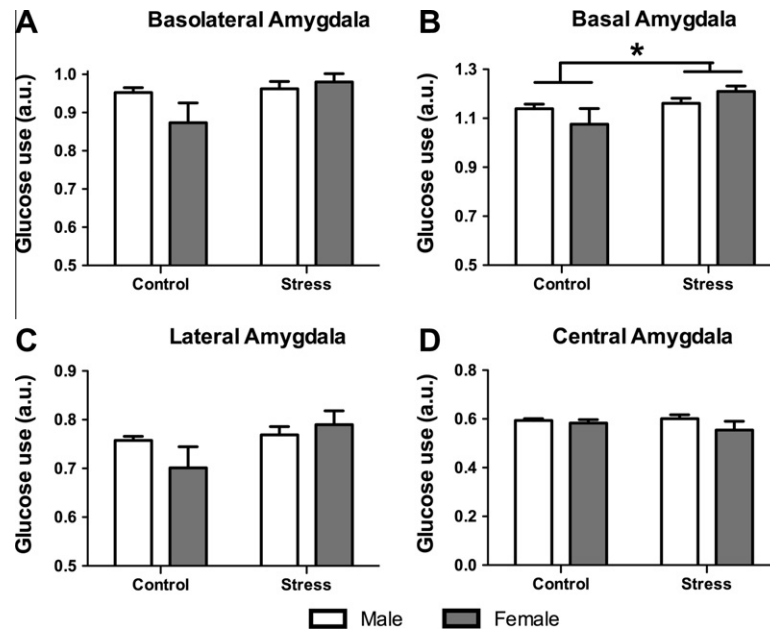 A
Basolateral Amygdala
Glucose use (a.u.)
1.0
0.9
0.8
0.7
0.6
0.5
Control
Stress
B
Basal Amygdala
*
Glucose use (a.u.)
1.3
1.1
1.1
0.7
0.5
Control
Stress
C
Lateral Amygdala
Glucose use (a.u.)
0.9
0.8
0.7
0.6
0.5
Control
Stress
D
Central Amygdala
Glucose use (a.u.)
0.8
0.6
0.4
0.2
0.0
Control
Stress
Male
Female